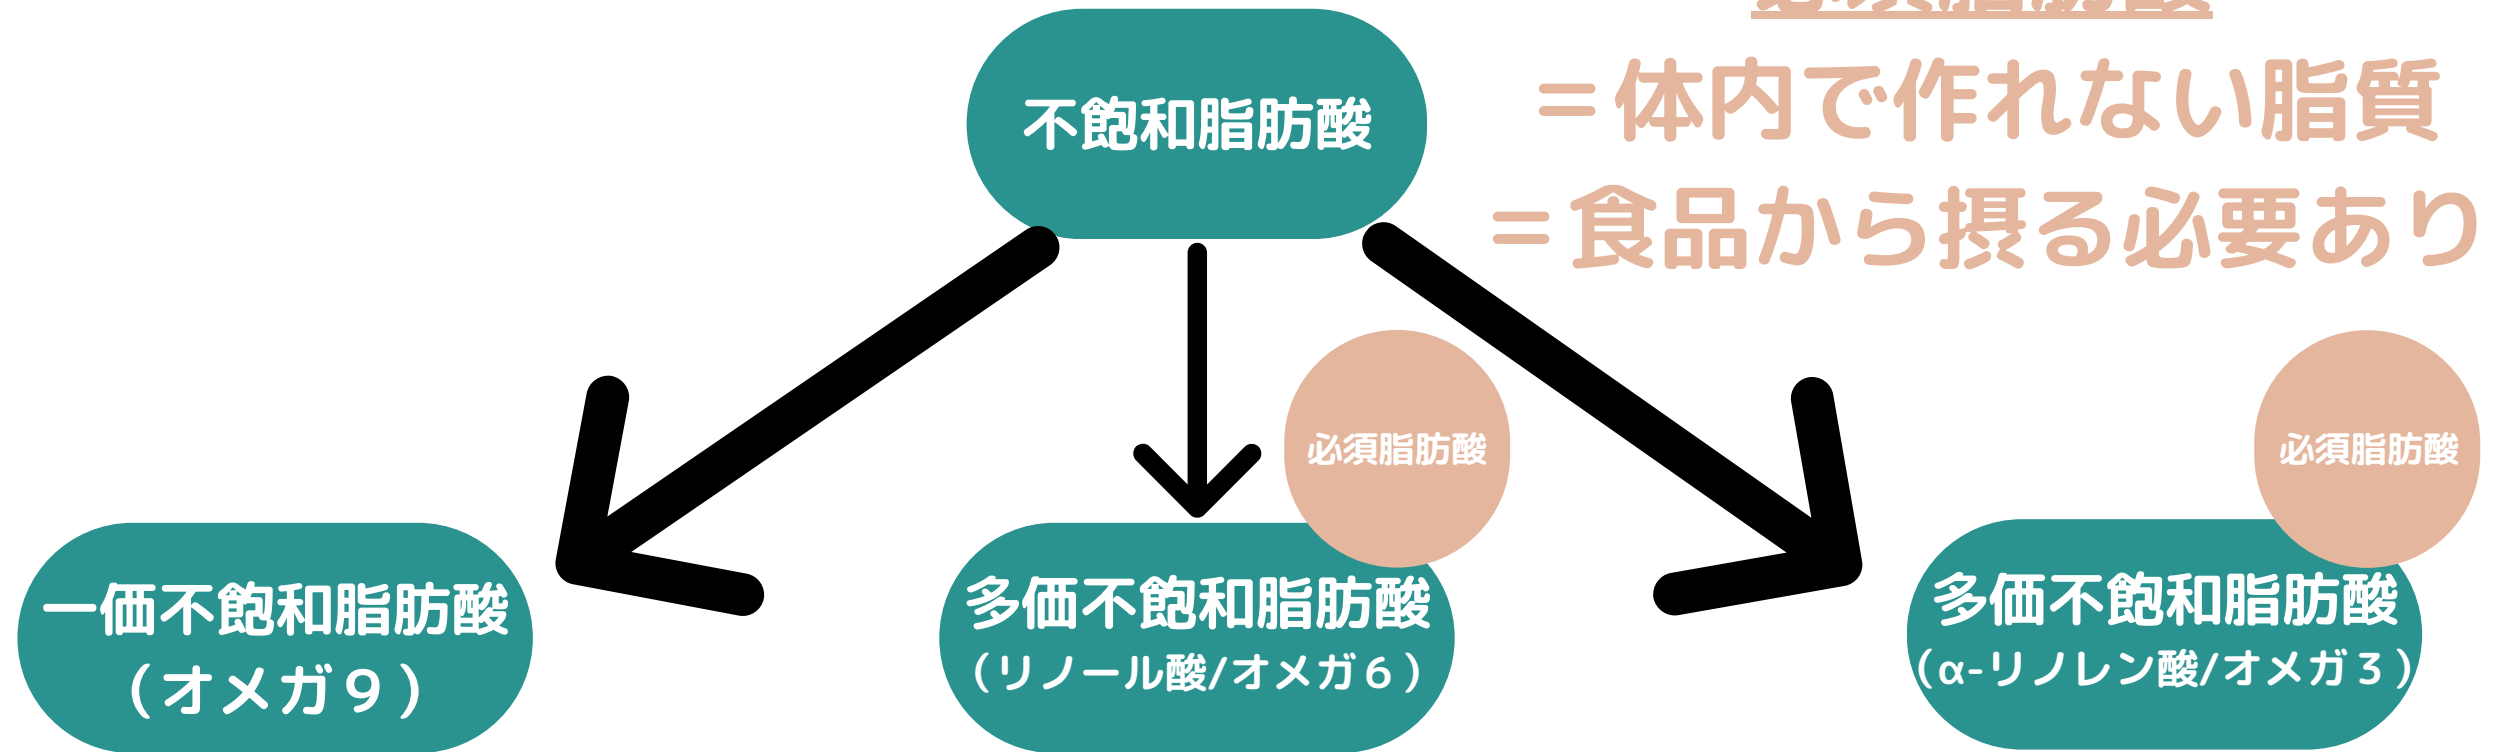 ＝体内で作れない脂質
＝食品から摂る必要あり
不飽和脂肪酸
必須脂肪酸
必須脂肪酸
一価不飽和脂肪酸
（オメガ9）
多価不飽和脂肪酸
（リノール酸/オメガ6）
多価不飽和脂肪酸
（α-リノレン酸/オメガ3）